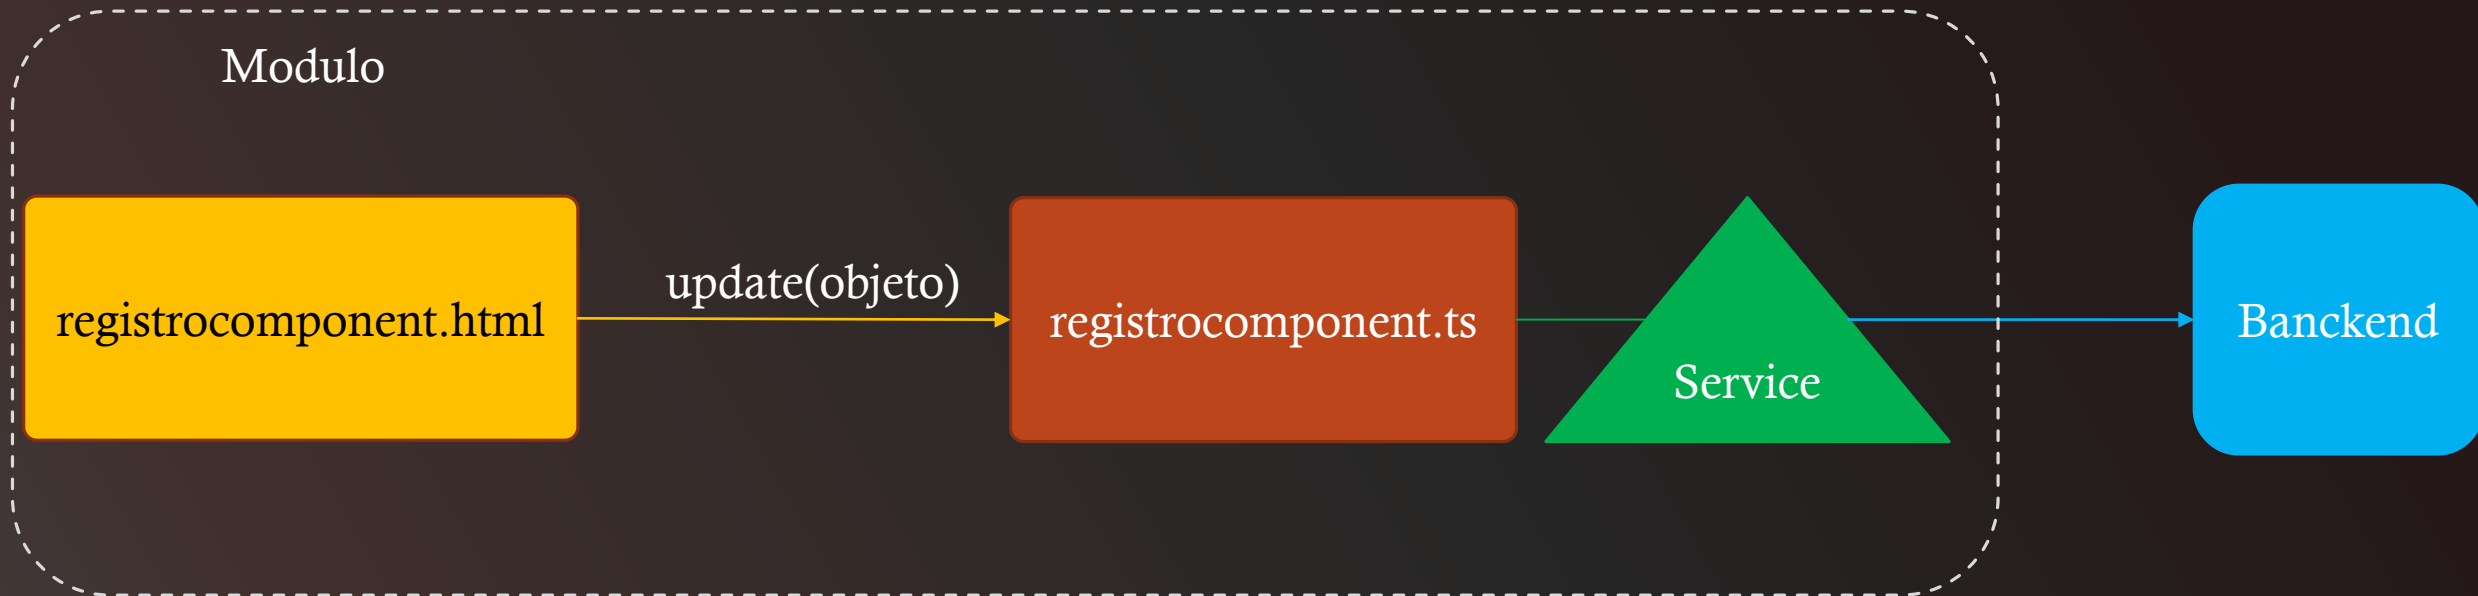 Modulo
registrocomponent.html
update(objeto)
registrocomponent.ts
Service
Banckend